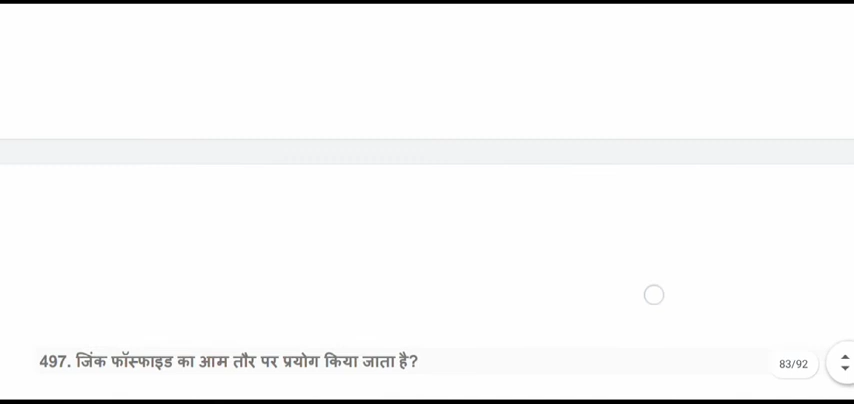 497. जिंक फॉस्फाइड का आम तौर पर प्रयोग किया जाता है?
83/92